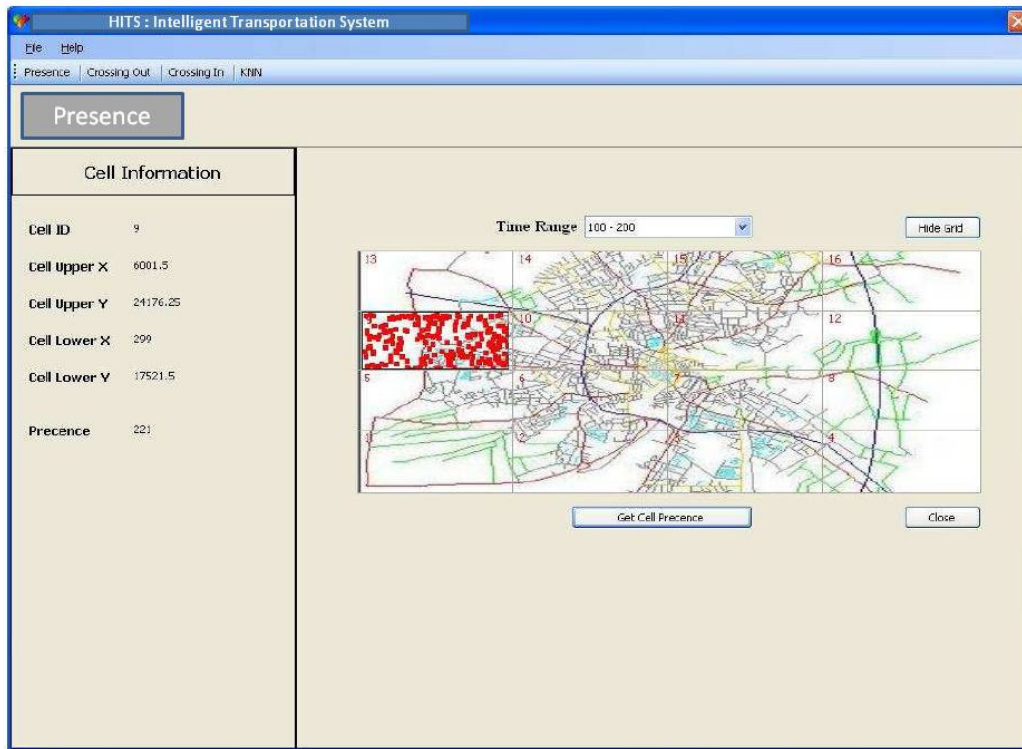 HITS : Intelligent Transportation System
File Help
Presence Crossing Out Crossing In KNN
Presence
Cell Information
Cell ID 9
Cell Upper X 6001.5
Cell Upper Y 24176.25
Cell Lower X 299
Cell Lower Y 17521.5
Precence 221
Time Range 100 - 200
Hide Grid
13 14 15 16
9 10 11 12
5 6 7 8
1 2 3 4
Get Cell Precence
Close